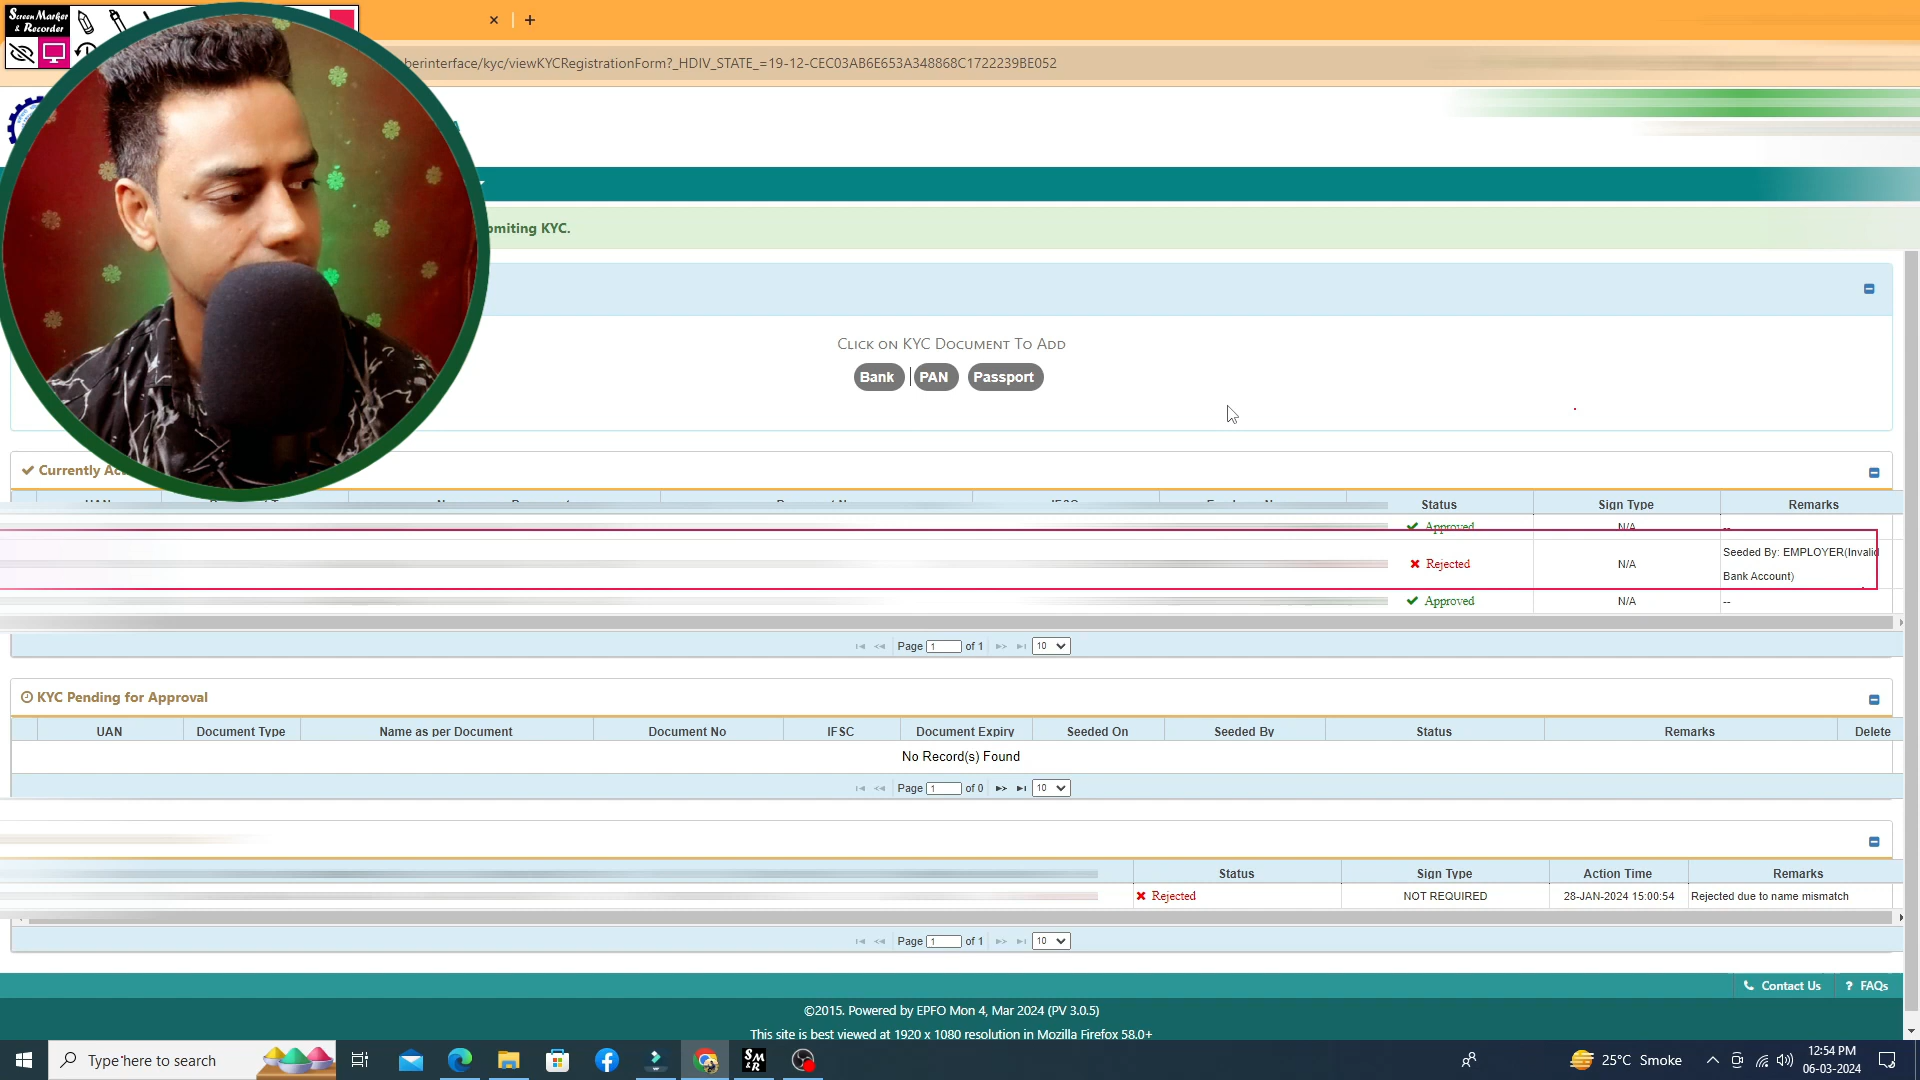 Screen Marker
& Recorder
berinterface/kyc/viewKYCRegistrationForm?_HDIV_STATE_=19-12-CEC03AB6E653A348868C1722239BE052
omiting KYC.
Click on KYC Document To Add
Bank PAN Passport
Currently Ac
Status Sign Type Remarks
Approved N/A --
Rejected N/A Seeded By: EMPLOYER(Invalid
Bank Account)
Approved N/A --
Page 1 of 1 10
KYC Pending for Approval
UAN Document Type Name as per Document Document No IFSC Document Expiry Seeded On Seeded By Status Remarks Delete
No Record(s) Found
Page 1 of 0 10
Status Sign Type Action Time Remarks
Rejected NOT REQUIRED 28-JAN-2024 15:00:54 Rejected due to name mismatch
Page 1 of 1 10
Contact Us ? FAQs
©2015. Powered by EPFO Mon 4, Mar 2024 (PV 3.0.5)
This site is best viewed at 1920 x 1080 resolution in Mozilla Firefox 58.0+
Type here to search
SM&R
25°C Smoke
12:54 PM
06-03-2024